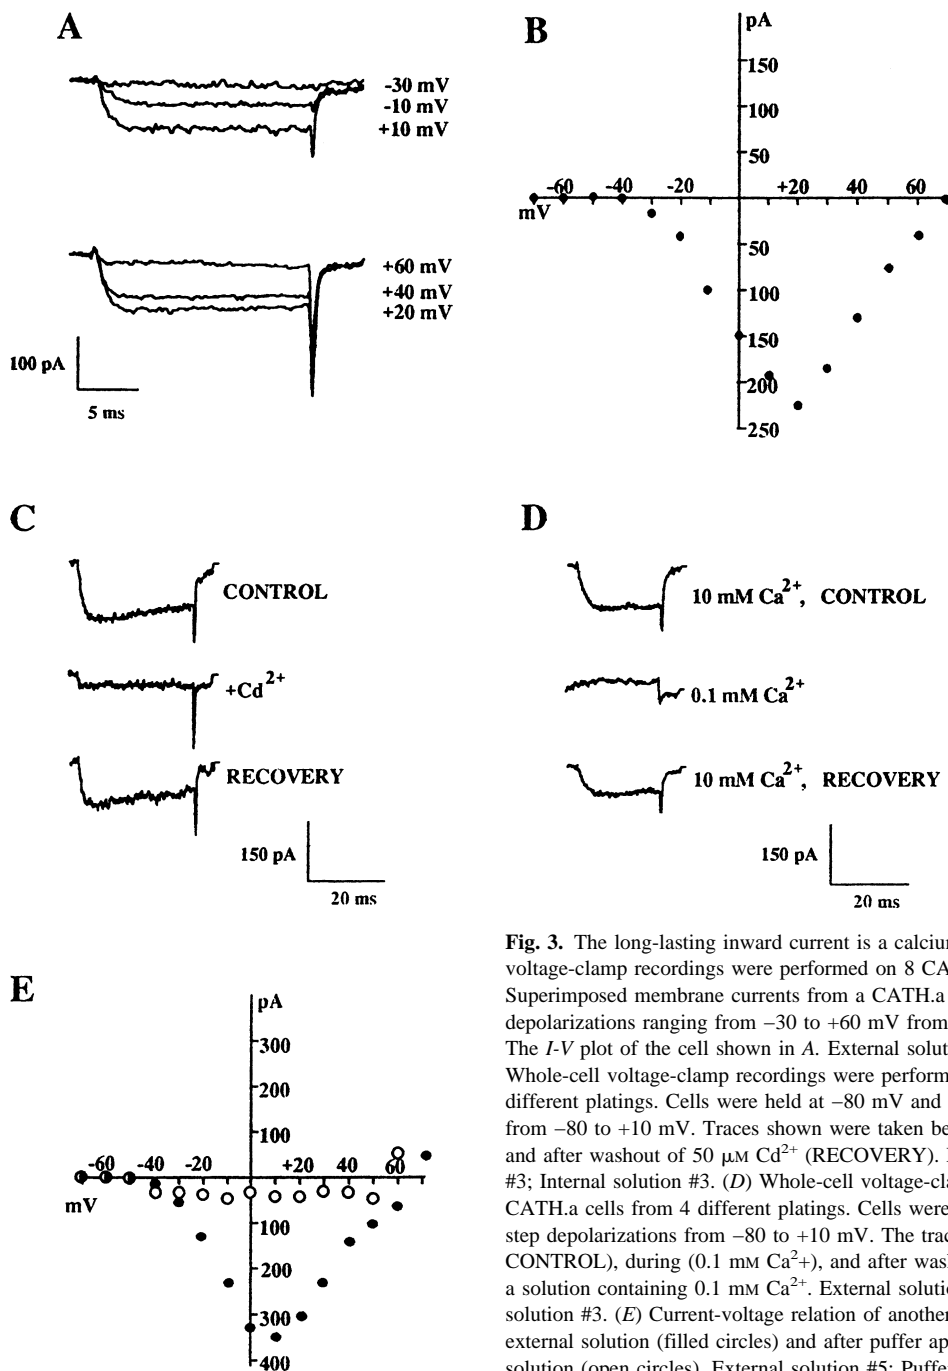 A
-30 mV
-10 mV
+10 mV
+60 mV
+40 mV
+20 mV
100 pA
5 ms
B
pA
150
100
50
-60 -40 -20 +20 40 60
mV
50
100
150
200
250
C
CONTROL
+Cd2+
RECOVERY
150 pA
20 ms
D
10 mM Ca2+, CONTROL
0.1 mM Ca2+
10 mM Ca2+, RECOVERY
150 pA
20 ms
E
pA
300
200
100
-60 -40 -20 +20 40 60
mV
100
200
300
400
Fig. 3. The long-lasting inward current is a calcium
voltage-clamp recordings were performed on 8 CA
Superimposed membrane currents from a CATH.a
depolarizations ranging from −30 to +60 mV from
The I-V plot of the cell shown in A. External solut
Whole-cell voltage-clamp recordings were perform
different platings. Cells were held at −80 mV and
from −80 to +10 mV. Traces shown were taken be
and after washout of 50 μM Cd2+ (RECOVERY).
#3; Internal solution #3. (D) Whole-cell voltage-cla
CATH.a cells from 4 different platings. Cells were
step depolarizations from −80 to +10 mV. The trac
CONTROL), during (0.1 mM Ca2+), and after wash
a solution containing 0.1 mM Ca2+. External solutio
solution #3. (E) Current-voltage relation of another
external solution (filled circles) and after puffer ap
solution (open circles). External solution #5; Puffe